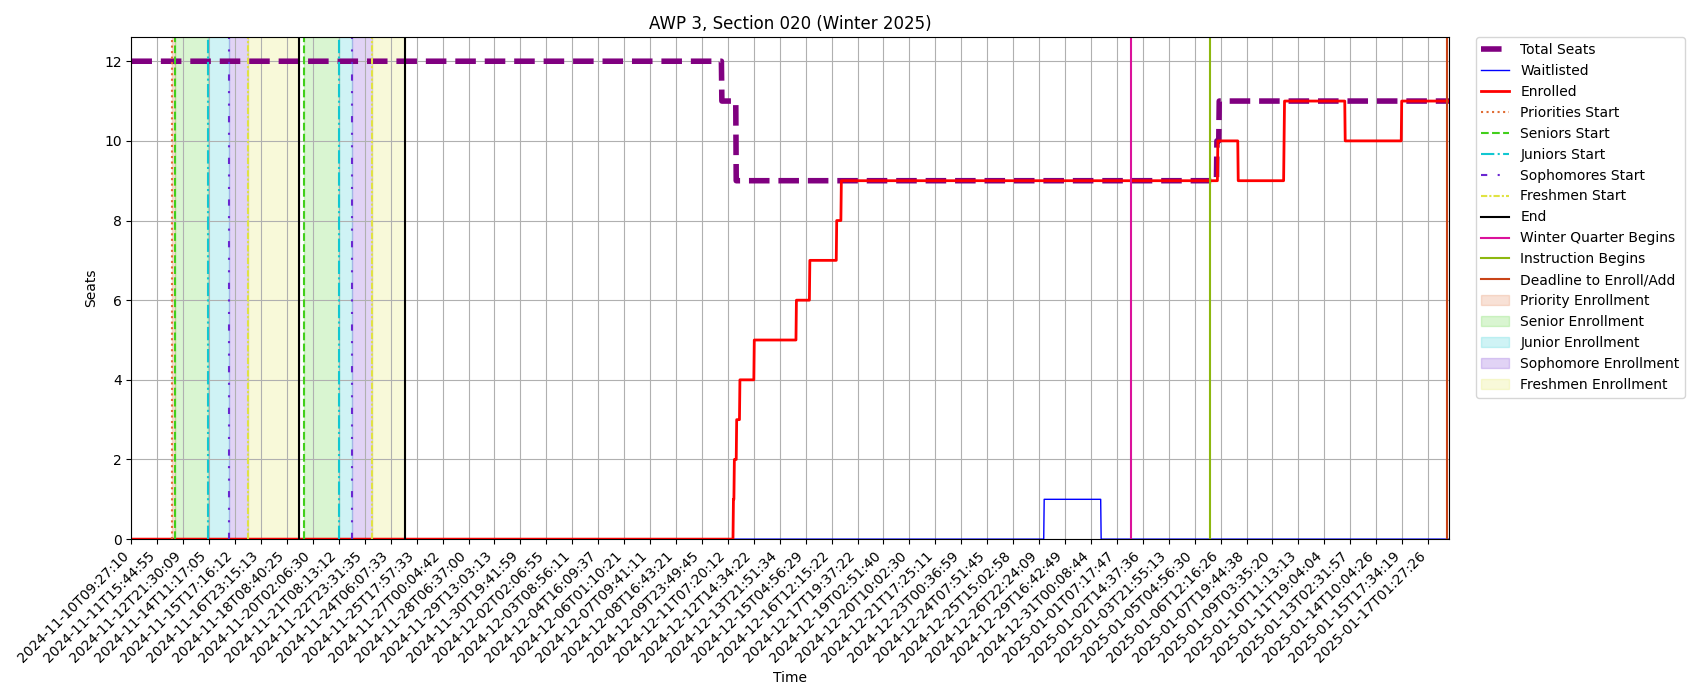 AWP 3, Section 020 (Winter 2025)
Seats
12
10
8
6
4
2
0
2024-11-10T09:27:10
2024-11-11T15:44:55
2024-11-12T21:30:09
2024-11-14T11:17:05
2024-11-15T17:16:12
2024-11-16T23:15:13
2024-11-18T08:40:25
2024-11-20T02:06:30
2024-11-21T08:13:12
2024-11-22T23:31:35
2024-11-24T06:07:33
2024-11-25T17:57:33
2024-11-27T00:04:42
2024-11-28T06:37:00
2024-11-29T13:03:13
2024-11-30T19:41:59
2024-12-02T02:06:55
2024-12-03T08:56:11
2024-12-04T16:09:37
2024-12-06T01:10:21
2024-12-07T09:41:11
2024-12-08T16:43:21
2024-12-09T23:49:45
2024-12-11T07:20:12
2024-12-12T14:34:22
2024-12-13T21:51:34
2024-12-15T04:56:29
2024-12-16T12:15:22
2024-12-17T19:37:22
2024-12-19T02:51:40
2024-12-20T10:02:30
2024-12-21T17:25:11
2024-12-23T00:36:59
2024-12-24T07:51:45
2024-12-25T15:02:58
2024-12-26T22:24:09
2024-12-29T16:42:49
2024-12-31T00:08:44
2025-01-01T07:17:47
2025-01-02T14:37:36
2025-01-03T21:55:13
2025-01-05T04:56:30
2025-01-06T12:16:26
2025-01-07T19:44:38
2025-01-09T03:35:20
2025-01-10T11:13:13
2025-01-11T19:04:04
2025-01-13T02:31:57
2025-01-14T10:04:26
2025-01-15T17:34:19
2025-01-17T01:27:26
Time
Total Seats
Waitlisted
Enrolled
Priorities Start
Seniors Start
Juniors Start
Sophomores Start
Freshmen Start
End
Winter Quarter Begins
Instruction Begins
Deadline to Enroll/Add
Priority Enrollment
Senior Enrollment
Junior Enrollment
Sophomore Enrollment
Freshmen Enrollment